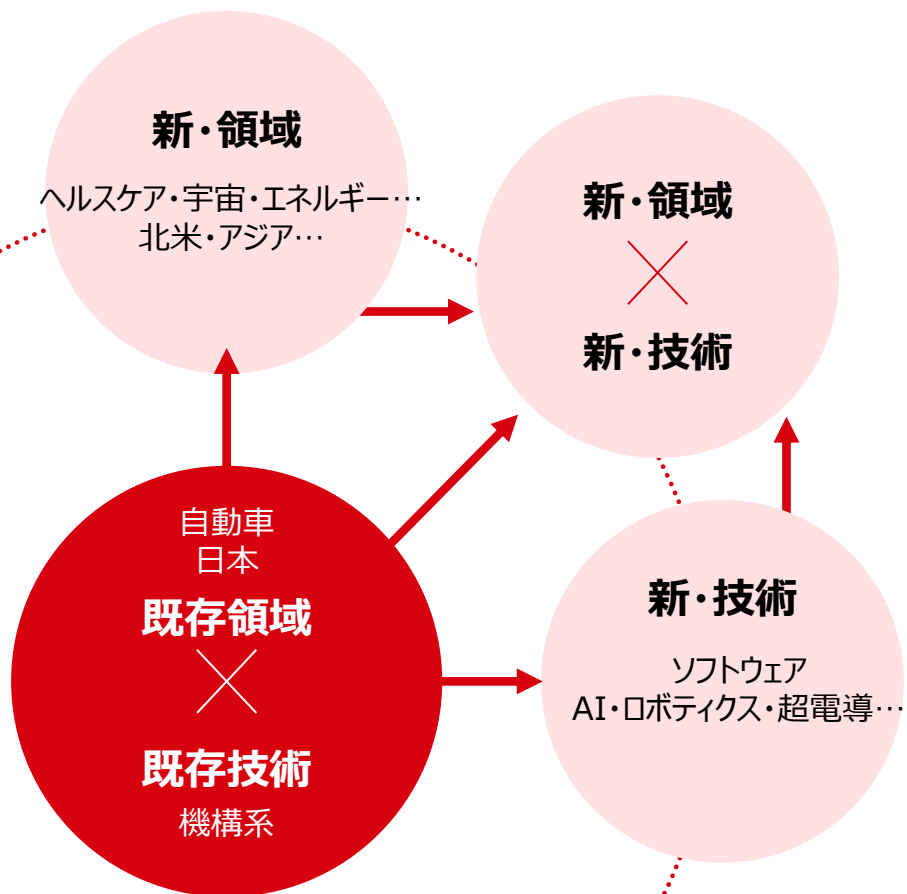 新・領域
ヘルスケア・宇宙・エネルギー…
北米・アジア…
新・領域
新・技術
自動車
日本
既存領域
既存技術
機構系
新・技術
ソフトウェア
AI・ロボティクス・超電導…